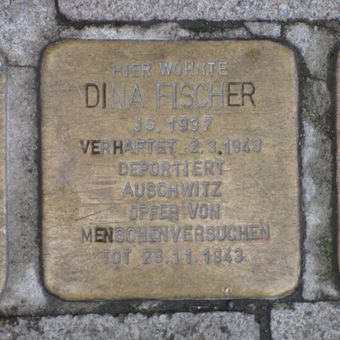 HIER WOHNTE
DINA FISCHER
JG. 1937
VERHAFTET 2.3.1943
DEPORTIERT
AUSCHWITZ
OPFER VON
MENSCHENVERSUCHEN
TOT 23.11.1943